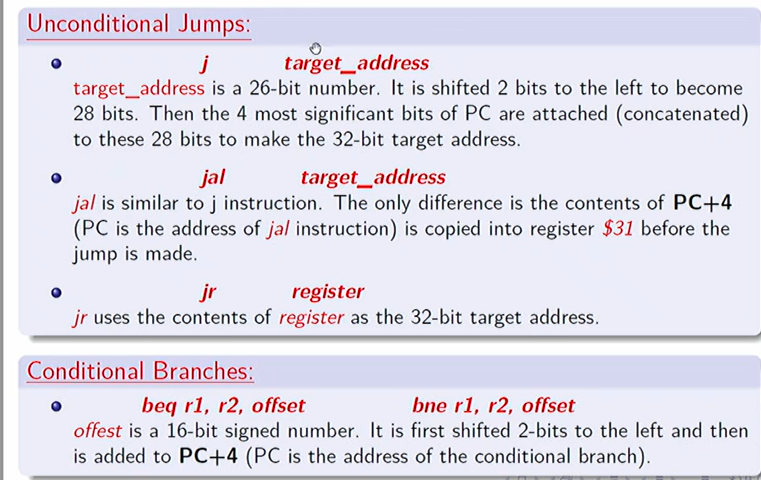 Unconditional Jumps:
j target_address
target_address is a 26-bit number. It is shifted 2 bits to the left to become
28 bits. Then the 4 most significant bits of PC are attached (concatenated)
to these 28 bits to make the 32-bit target address.
jal target_address
jal is similar to j instruction. The only difference is the contents of PC+4
(PC is the address of jal instruction) is copied into register $31 before the
jump is made.
jr register
jr uses the contents of register as the 32-bit target address.
Conditional Branches:
beq r1, r2, offset bne r1, r2, offset
offest is a 16-bit signed number. It is first shifted 2-bits to the left and then
is added to PC+4 (PC is the address of the conditional branch).